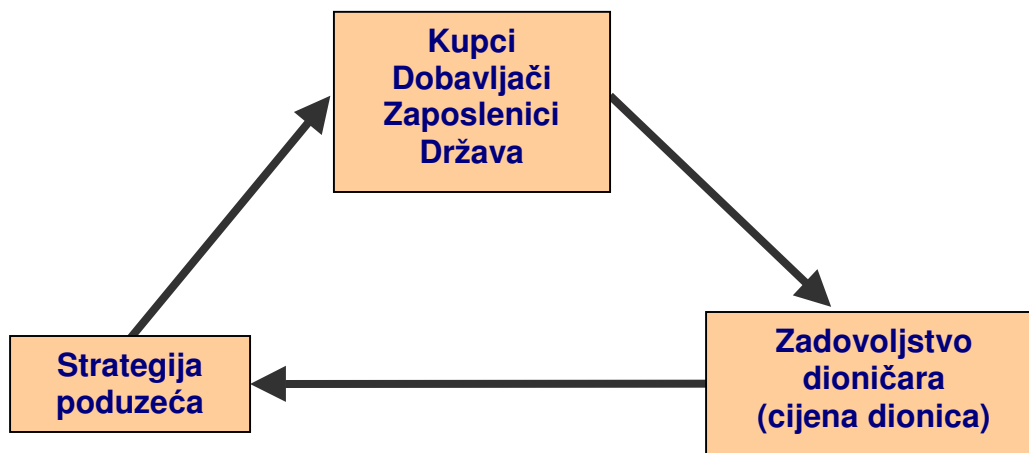 Kupci
Dobavljači
Zaposlenici
Država
Strategija
poduzeća
Zadovoljstvo
dioničara
(cijena dionica)